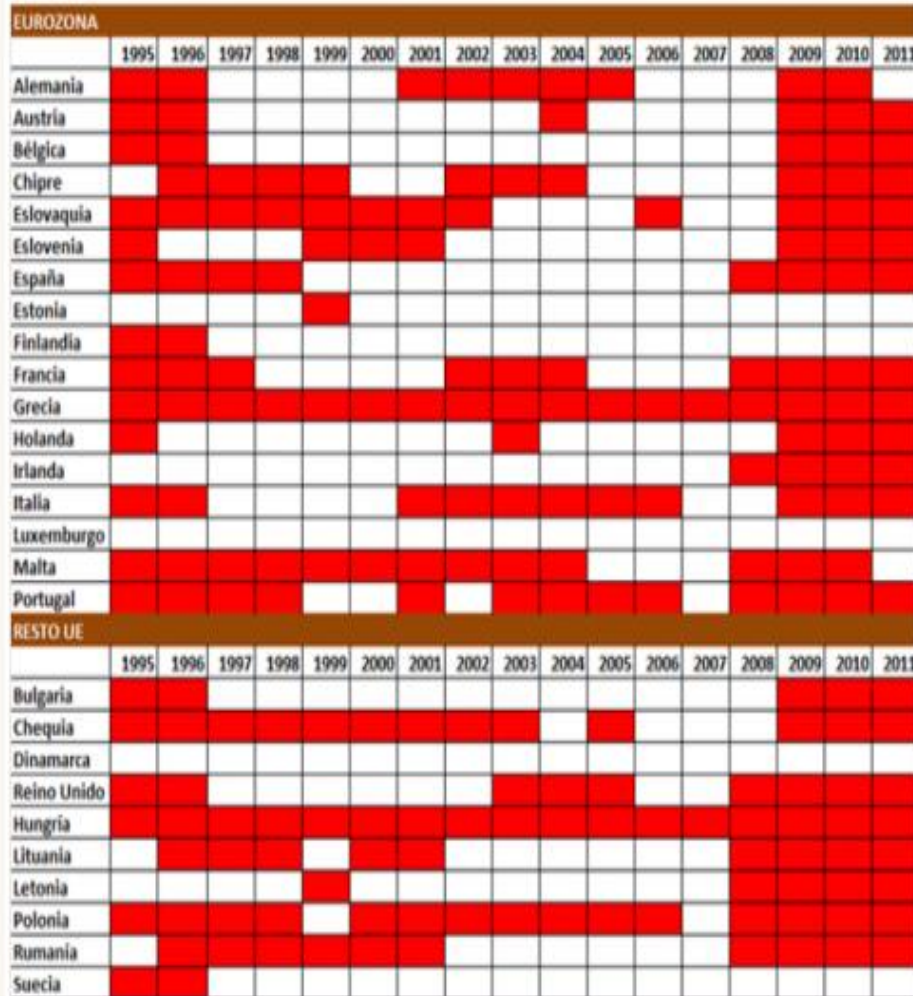 EUROZONA
1995 1996 1997 1998 1999 2000 2001 2002 2003 2004 2005 2006 2007 2008 2009 2010 2011
Alemania
Austria
Bélgica
Chipre
Eslovaquia
Eslovenia
España
Estonia
Finlandia
Francia
Grecia
Holanda
Irlanda
Italia
Luxemburgo
Malta
Portugal
RESTO UE
1995 1996 1997 1998 1999 2000 2001 2002 2003 2004 2005 2006 2007 2008 2009 2010 2011
Bulgaria
Chequia
Dinamarca
Reino Unido
Hungría
Lituania
Letonia
Polonia
Rumanía
Suecia